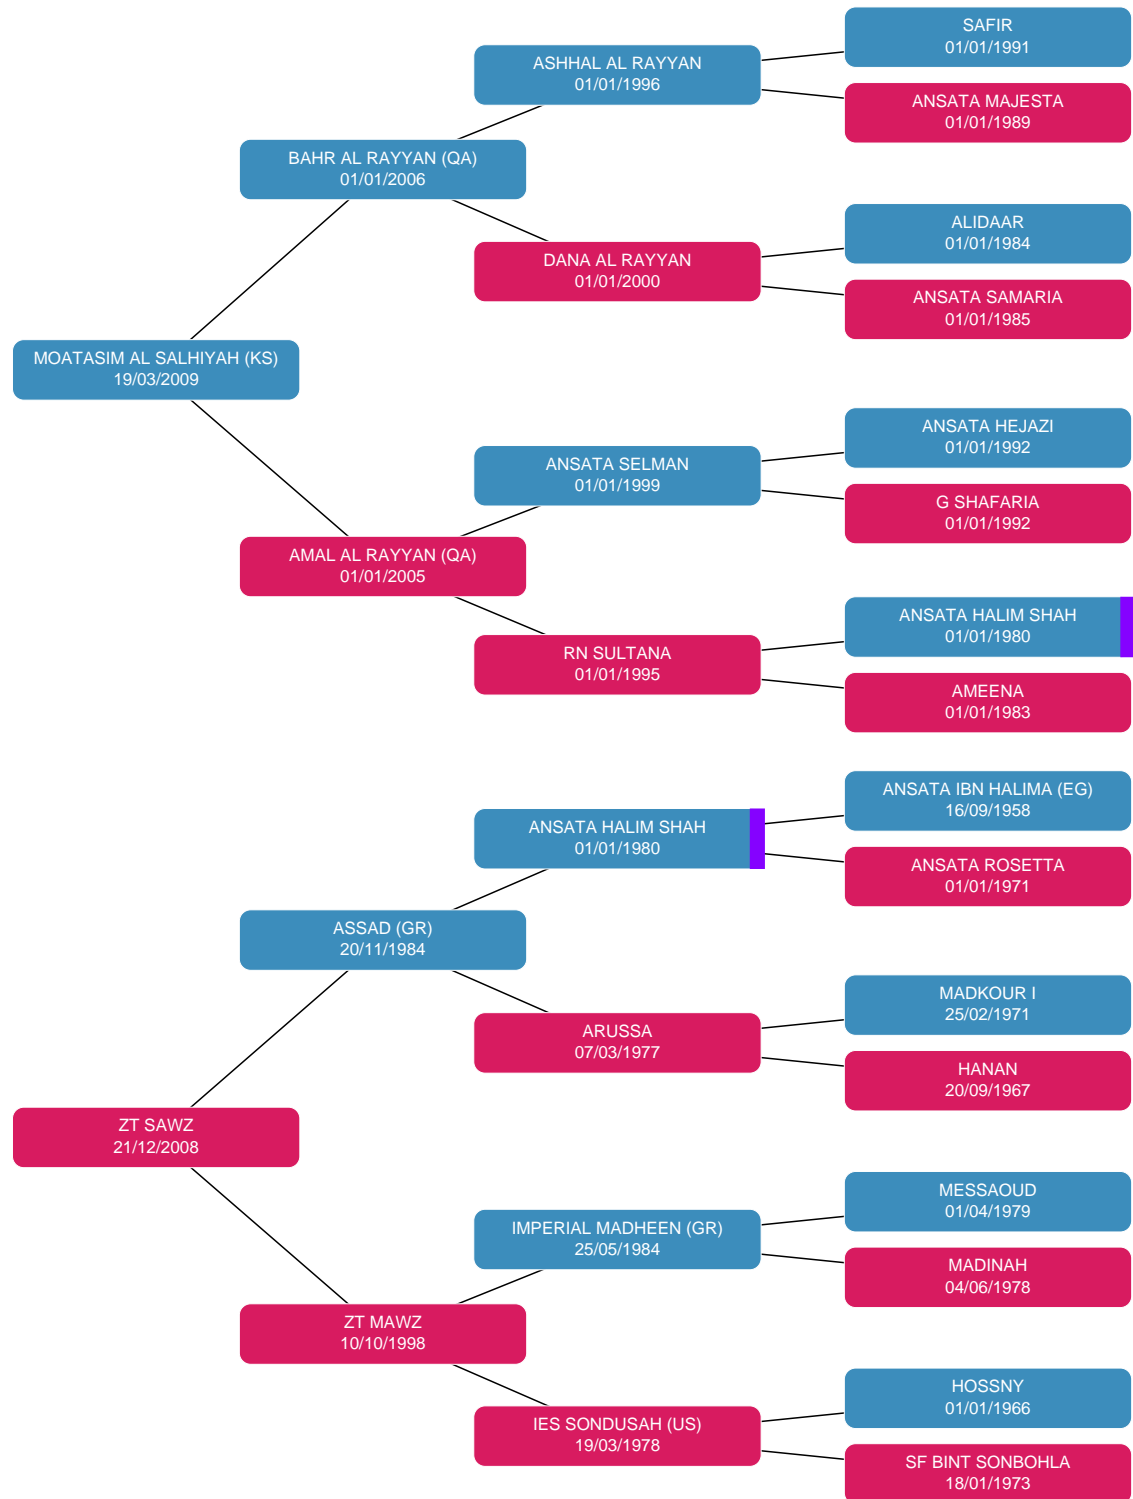 SAFIR
01/01/1991
ASHHAL AL RAYYAN
01/01/1996
ANSATA MAJESTA
01/01/1989
BAHR AL RAYYAN (QA)
01/01/2006
ALIDAAR
01/01/1984
DANA AL RAYYAN
01/01/2000
ANSATA SAMARIA
01/01/1985
MOATASIM AL SALHIYAH (KS)
19/03/2009
ANSATA HEJAZI
01/01/1992
ANSATA SELMAN
01/01/1999
G SHAFARIA
01/01/1992
AMAL AL RAYYAN (QA)
01/01/2005
ANSATA HALIM SHAH
01/01/1980
RN SULTANA
01/01/1995
AMEENA
01/01/1983
ANSATA IBN HALIMA (EG)
16/09/1958
ANSATA HALIM SHAH
01/01/1980
ANSATA ROSETTA
01/01/1971
ASSAD (GR)
20/11/1984
MADKOUR I
25/02/1971
ARUSSA
07/03/1977
HANAN
20/09/1967
ZT SAWZ
21/12/2008
MESSAOUD
01/04/1979
IMPERIAL MADHEEN (GR)
25/05/1984
MADINAH
04/06/1978
ZT MAWZ
10/10/1998
HOSSNY
01/01/1966
IES SONDUSAH (US)
19/03/1978
SF BINT SONBOHLA
18/01/1973